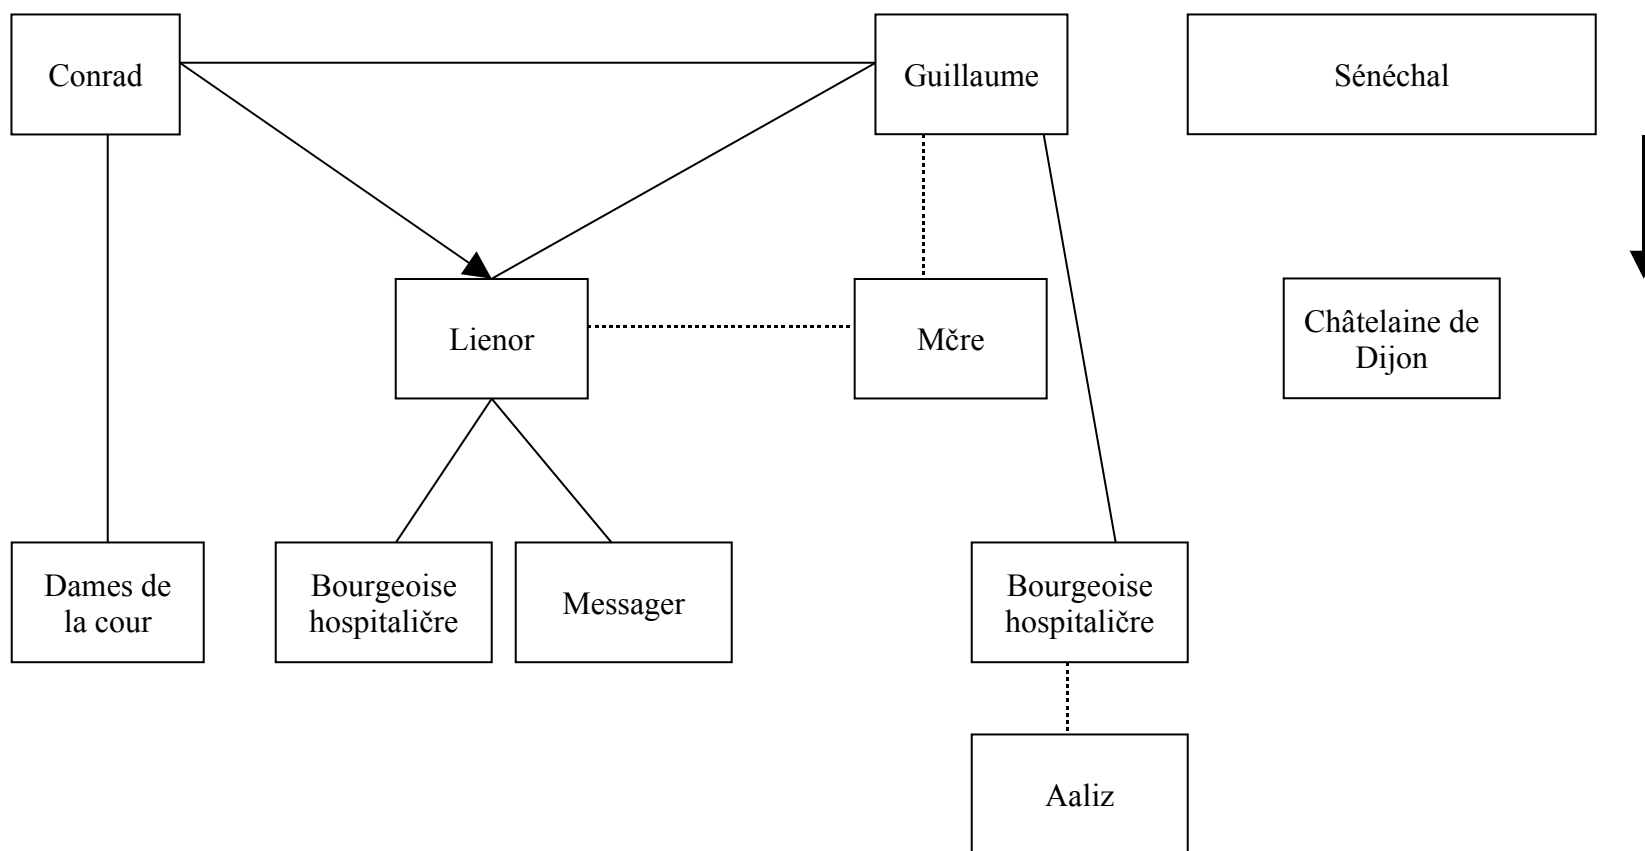 Conrad
Guillaume
Sénéchal
Lienor
Mčre
Châtelaine de
Dijon
Dames de
la cour
Bourgeoise
hospitaličre
Messager
Bourgeoise
hospitaličre
Aaliz